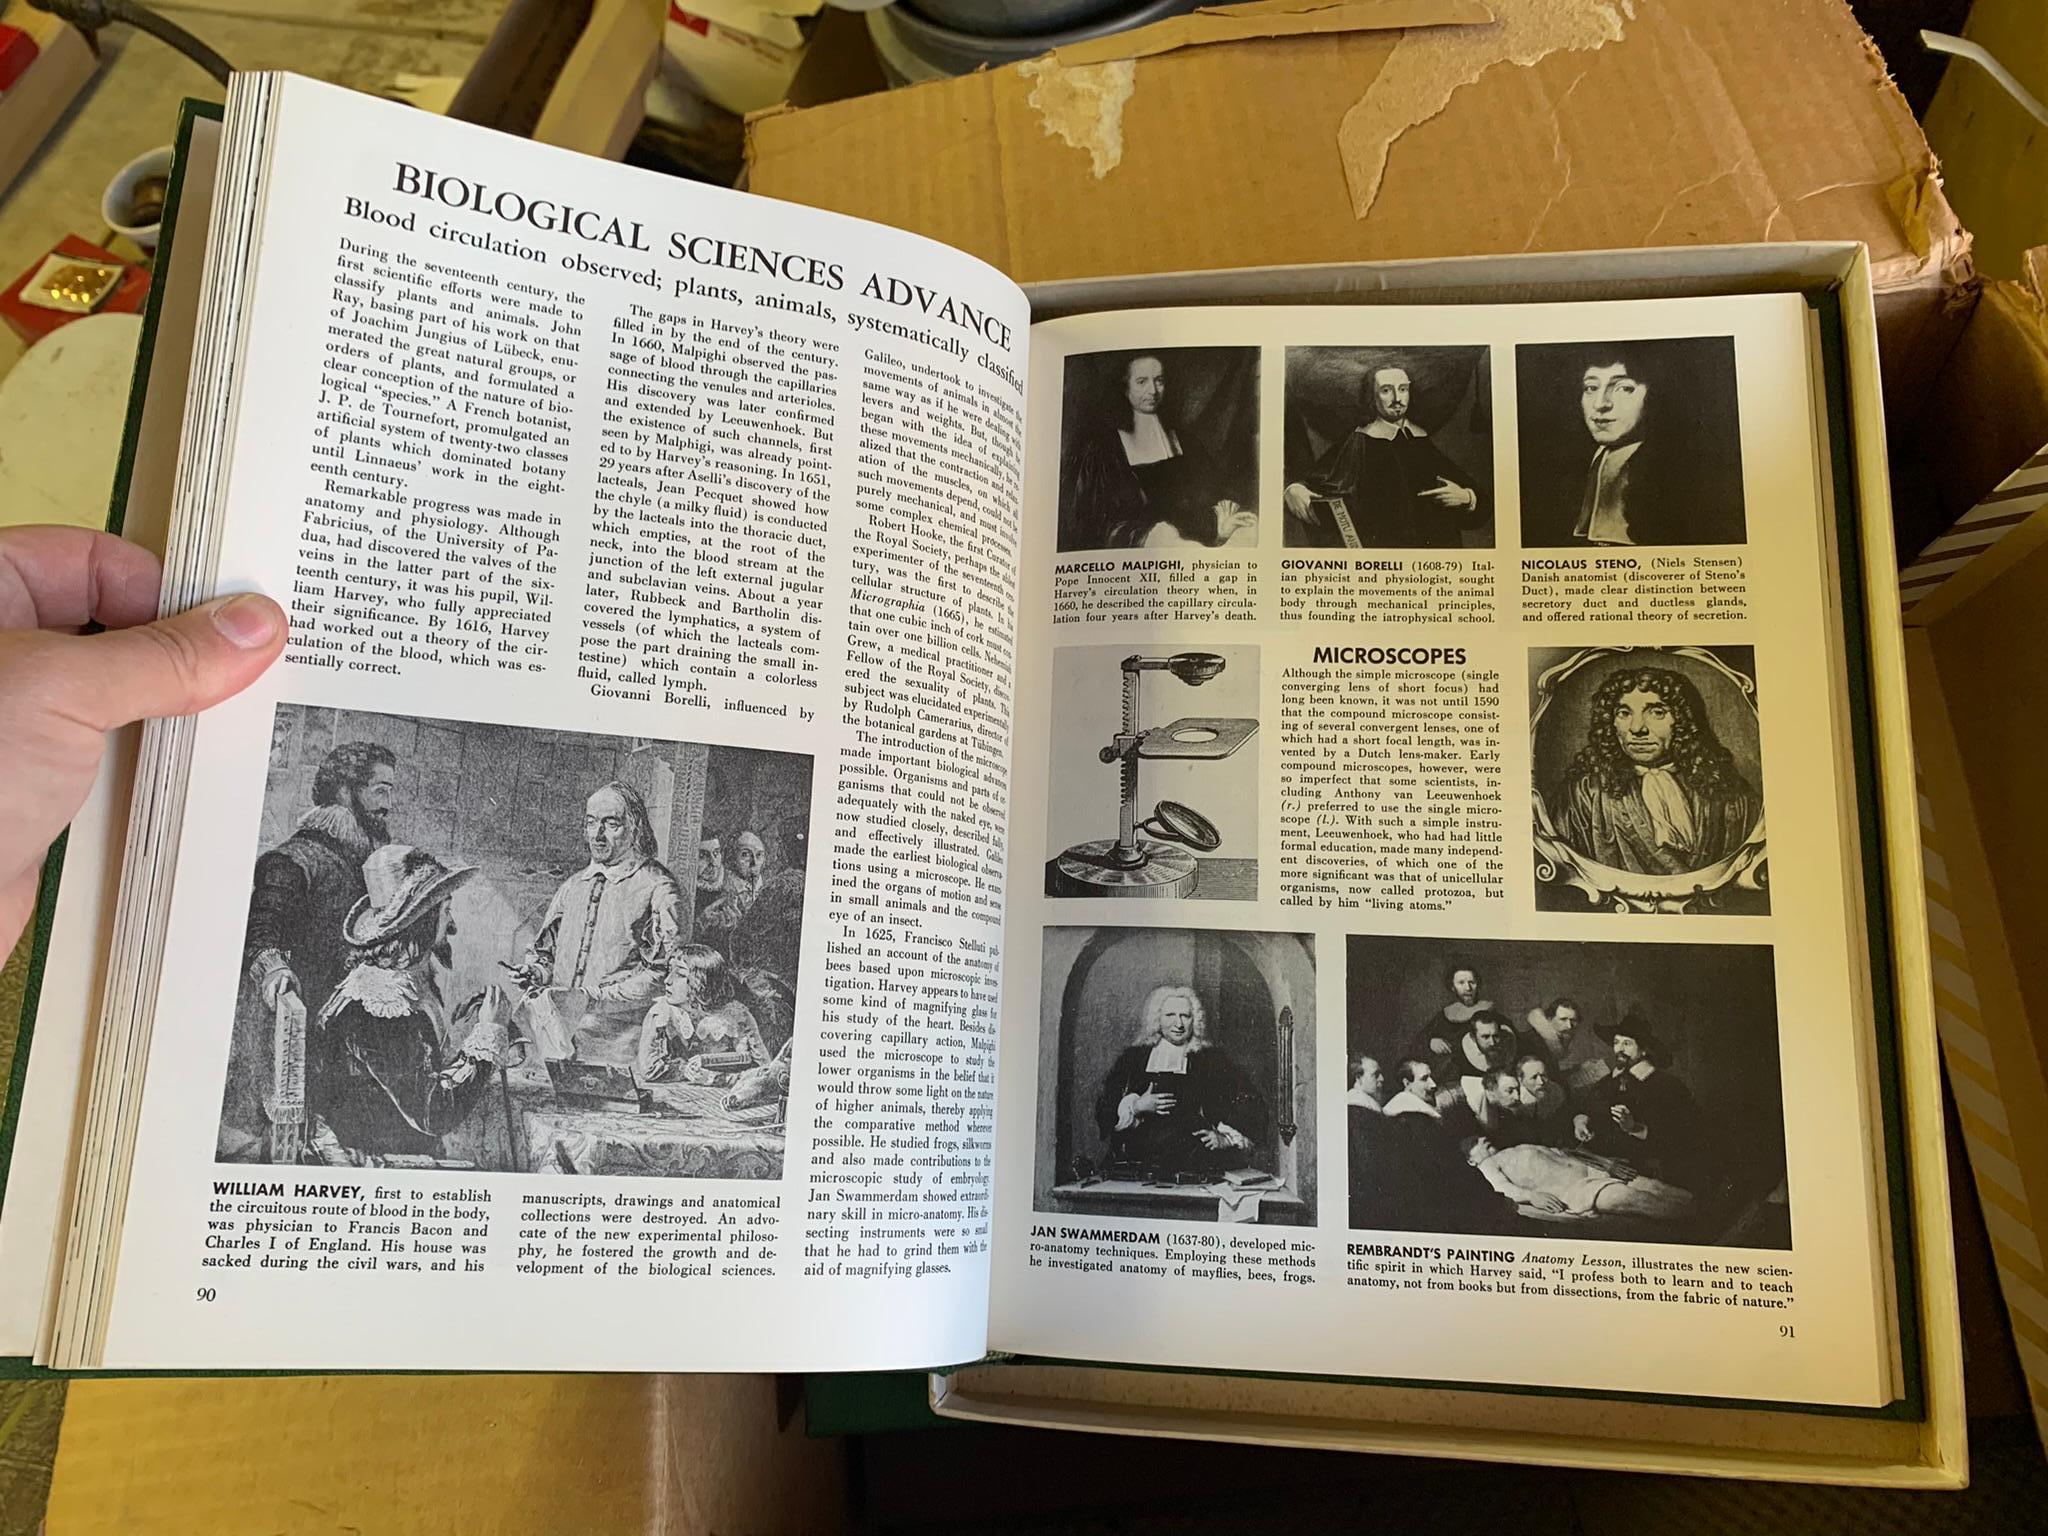 BIOLOGICAL SCIENCES ADVANCE
Blood circulation observed; plants, animals, systematically classified
During the seventeenth century, the
first scientific efforts were made to
classify plants and animals. John
Ray, basing part of his work on that
of Joachim Jungius of Lübeck, enu-
merated the great natural groups, or
orders of plants, and formulated a
clear conception of the nature of bio-
logical "species." A French botanist,
J. P. de Tournefort, promulgated an
artificial system of twenty-two classes
of plants which dominated botany
until Linnaeus' work in the eight-
eenth century.
Remarkable progress was made in
anatomy and physiology. Although
Fabricius, of the University of Pa-
dua, had discovered the valves of the
veins in the latter part of the six-
teenth century, it was his pupil, Wil-
liam Harvey, who fully appreciated
their significance. By 1616, Harvey
had worked out a theory of the cir-
culation of the blood, which was es-
sentially correct.
The gaps in Harvey's theory were
filled in by the end of the century.
In 1660, Malpighi observed the pas-
sage of blood through the capillaries
connecting the venules and arterioles.
His discovery was later confirmed
and extended by Leeuwenhoek. But
the existence of such channels, first
seen by Malphigi, was already point-
ed to by Harvey's reasoning. In 1651,
29 years after Aselli's discovery of the
lacteals, Jean Pecquet showed how
the chyle (a milky fluid) is conducted
by the lacteals into the thoracic duct,
which empties, at the root of the
neck, into the blood stream at the
junction of the left external jugular
and subclavian veins. About a year
later, Rubbeck and Bartholin dis-
covered the lymphatics, a system of
vessels (of which the lacteals com-
pose the part draining the small in-
testine) which contain a colorless
fluid, called lymph.
Giovanni Borelli, influenced by
Galileo, undertook to investigate the
movements of animals in almost the
same way as if he were dealing with
levers and weights. But, though he
began with the idea of explaining
these movements mechanically, he re-
alized that the contraction and relax-
ation of the muscles, on which all
such movements depend, could not be
purely mechanical, and must involve
some complex chemical processes.
Robert Hooke, the first Curator of
the Royal Society, perhaps the ablest
experimenter of the seventeenth cen-
tury, was the first to describe the
cellular structure of plants. In his
Micrographia (1665), he estimated
that one cubic inch of cork must con-
tain over one billion cells. Nehemiah
Grew, a medical practitioner and a
Fellow of the Royal Society, discov-
ered the sexuality of plants. This
subject was elucidated experimentally
by Rudolph Camerarius, director of
the botanical gardens at Tübingen.
The introduction of the microscope
made important biological advances
possible. Organisms and parts of or-
ganisms that could not be observed
adequately with the naked eye, were
now studied closely, described fully,
and effectively illustrated. Galileo
made the earliest biological observa-
tions using a microscope. He exam-
ined the organs of motion and sense
in small animals and the compound
eye of an insect.
In 1625, Francisco Stelluti pub-
lished an account of the anatomy of
bees based upon microscopic inves-
tigation. Harvey appears to have used
some kind of magnifying glass for
his study of the heart. Besides dis-
covering capillary action, Malpighi
used the microscope to study the
lower organisms in the belief that it
would throw some light on the nature
of higher animals, thereby applying
the comparative method wherever
possible. He studied frogs, silkworms
and also made contributions to the
microscopic study of embryology.
Jan Swammerdam showed extraordi-
nary skill in micro-anatomy. His dis-
secting instruments were so small
that he had to grind them with the
aid of magnifying glasses.
WILLIAM HARVEY, first to establish
the circuitous route of blood in the body,
was physician to Francis Bacon and
Charles I of England. His house was
sacked during the civil wars, and his
manuscripts, drawings and anatomical
collections were destroyed. An advo-
cate of the new experimental philoso-
phy, he fostered the growth and de-
velopment of the biological sciences.
90
DE MOTU
MARCELLO MALPIGHI, physician to
Pope Innocent XII, filled a gap in
Harvey's circulation theory when, in
1660, he described the capillary circula-
lation four years after Harvey's death.
GIOVANNI BORELLI (1608-79) Ital-
ian physicist and physiologist, sought
to explain the movements of the animal
body through mechanical principles,
thus founding the iatrophysical school.
NICOLAUS STENO, (Niels Stensen)
Danish anatomist (discoverer of Steno's
Duct), made clear distinction between
secretory duct and ductless glands,
and offered rational theory of secretion.
MICROSCOPES
Although the simple microscope (single
converging lens of short focus) had
long been known, it was not until 1590
that the compound microscope consist-
ing of several convergent lenses, one of
which had a short focal length, was in-
vented by a Dutch lens-maker. Early
compound microscopes, however, were
so imperfect that some scientists, in-
cluding Anthony van Leeuwenhoek
(r.) preferred to use the single micro-
scope (l.). With such a simple instru-
ment, Leeuwenhoek, who had had little
formal education, made many independ-
ent discoveries, of which one of the
more significant was that of unicellular
organisms, now called protozoa, but
called by him "living atoms."
JAN SWAMMERDAM (1637-80), developed mic-
ro-anatomy techniques. Employing these methods
he investigated anatomy of mayflies, bees, frogs.
REMBRANDT'S PAINTING Anatomy Lesson, illustrates the new scien-
tific spirit in which Harvey said, "I profess both to learn and to teach
anatomy, not from books but from dissections, from the fabric of nature."
91